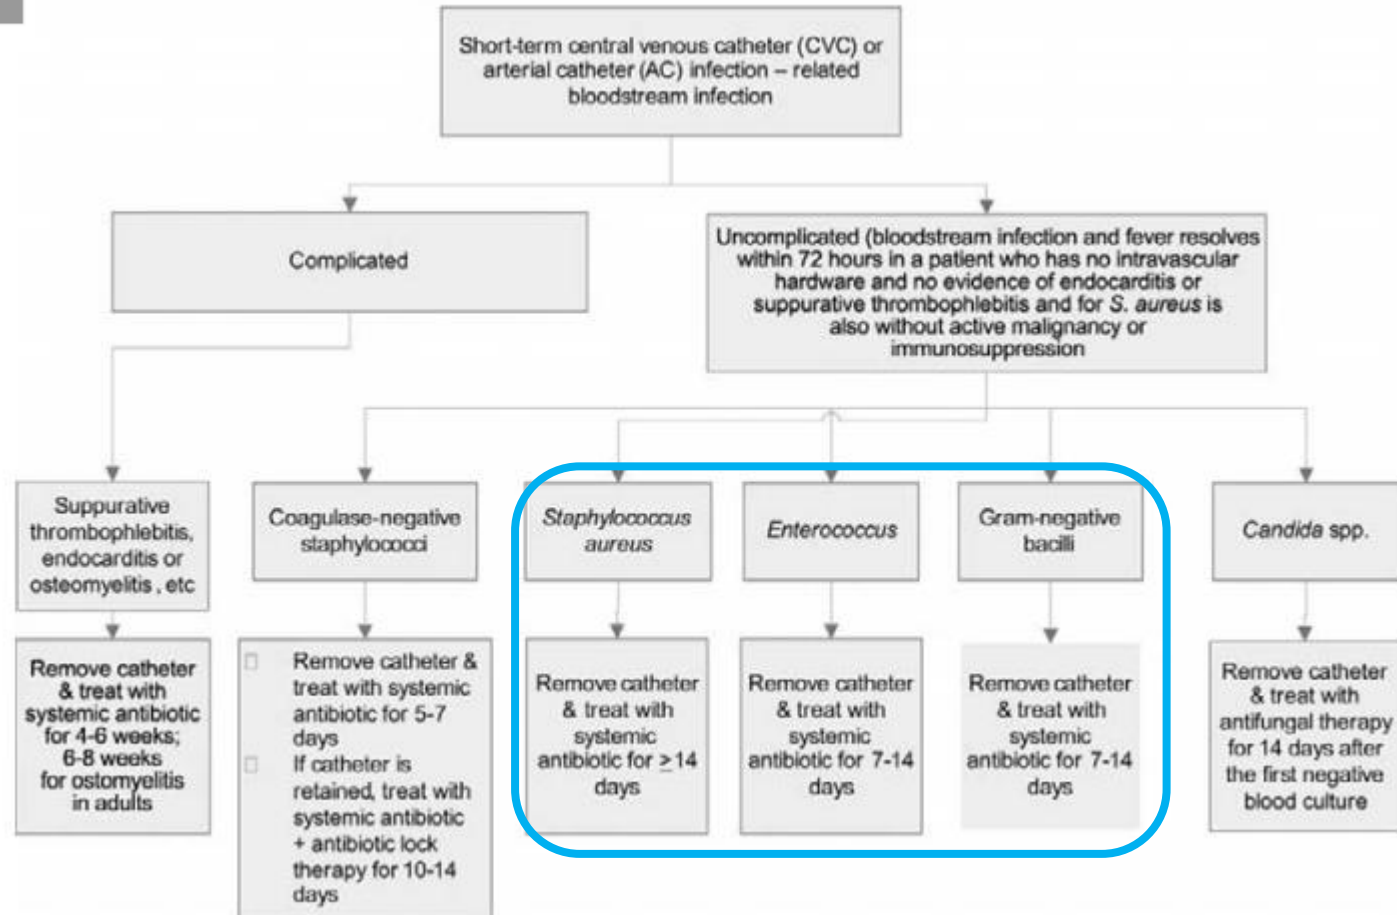 Short-term central venous catheter (CVC) or
arterial catheter (AC) infection – related
bloodstream infection
Complicated
Uncomplicated (bloodstream infection and fever resolves
within 72 hours in a patient who has no intravascular
hardware and no evidence of endocarditis or
suppurative thrombophlebitis and for S. aureus is
also without active malignancy or
immunosuppression
Suppurative
thrombophlebitis,
endocarditis or
osteomyelitis , etc
Coagulase-negative
staphylococci
Staphylococcus
aureus
Enterococcus
Gram-negative
bacilli
Candida spp.
Remove catheter
& treat with
systemic antibiotic
for 4-6 weeks;
6-8 weeks
for ostomyelitis
in adults
Remove catheter &
treat with systemic
antibiotic for 5-7
days
If catheter is
retained, treat with
systemic antibiotic
+ antibiotic lock
therapy for 10-14
days
Remove catheter
& treat with
systemic
antibiotic for ≥ 14
days
Remove catheter
& treat with
systemic
antibiotic for 7-14
days
Remove catheter
& treat with
systemic
antibiotic for 7-14
days
Remove catheter
& treat with
antifungal therapy
for 14 days after
the first negative
blood culture